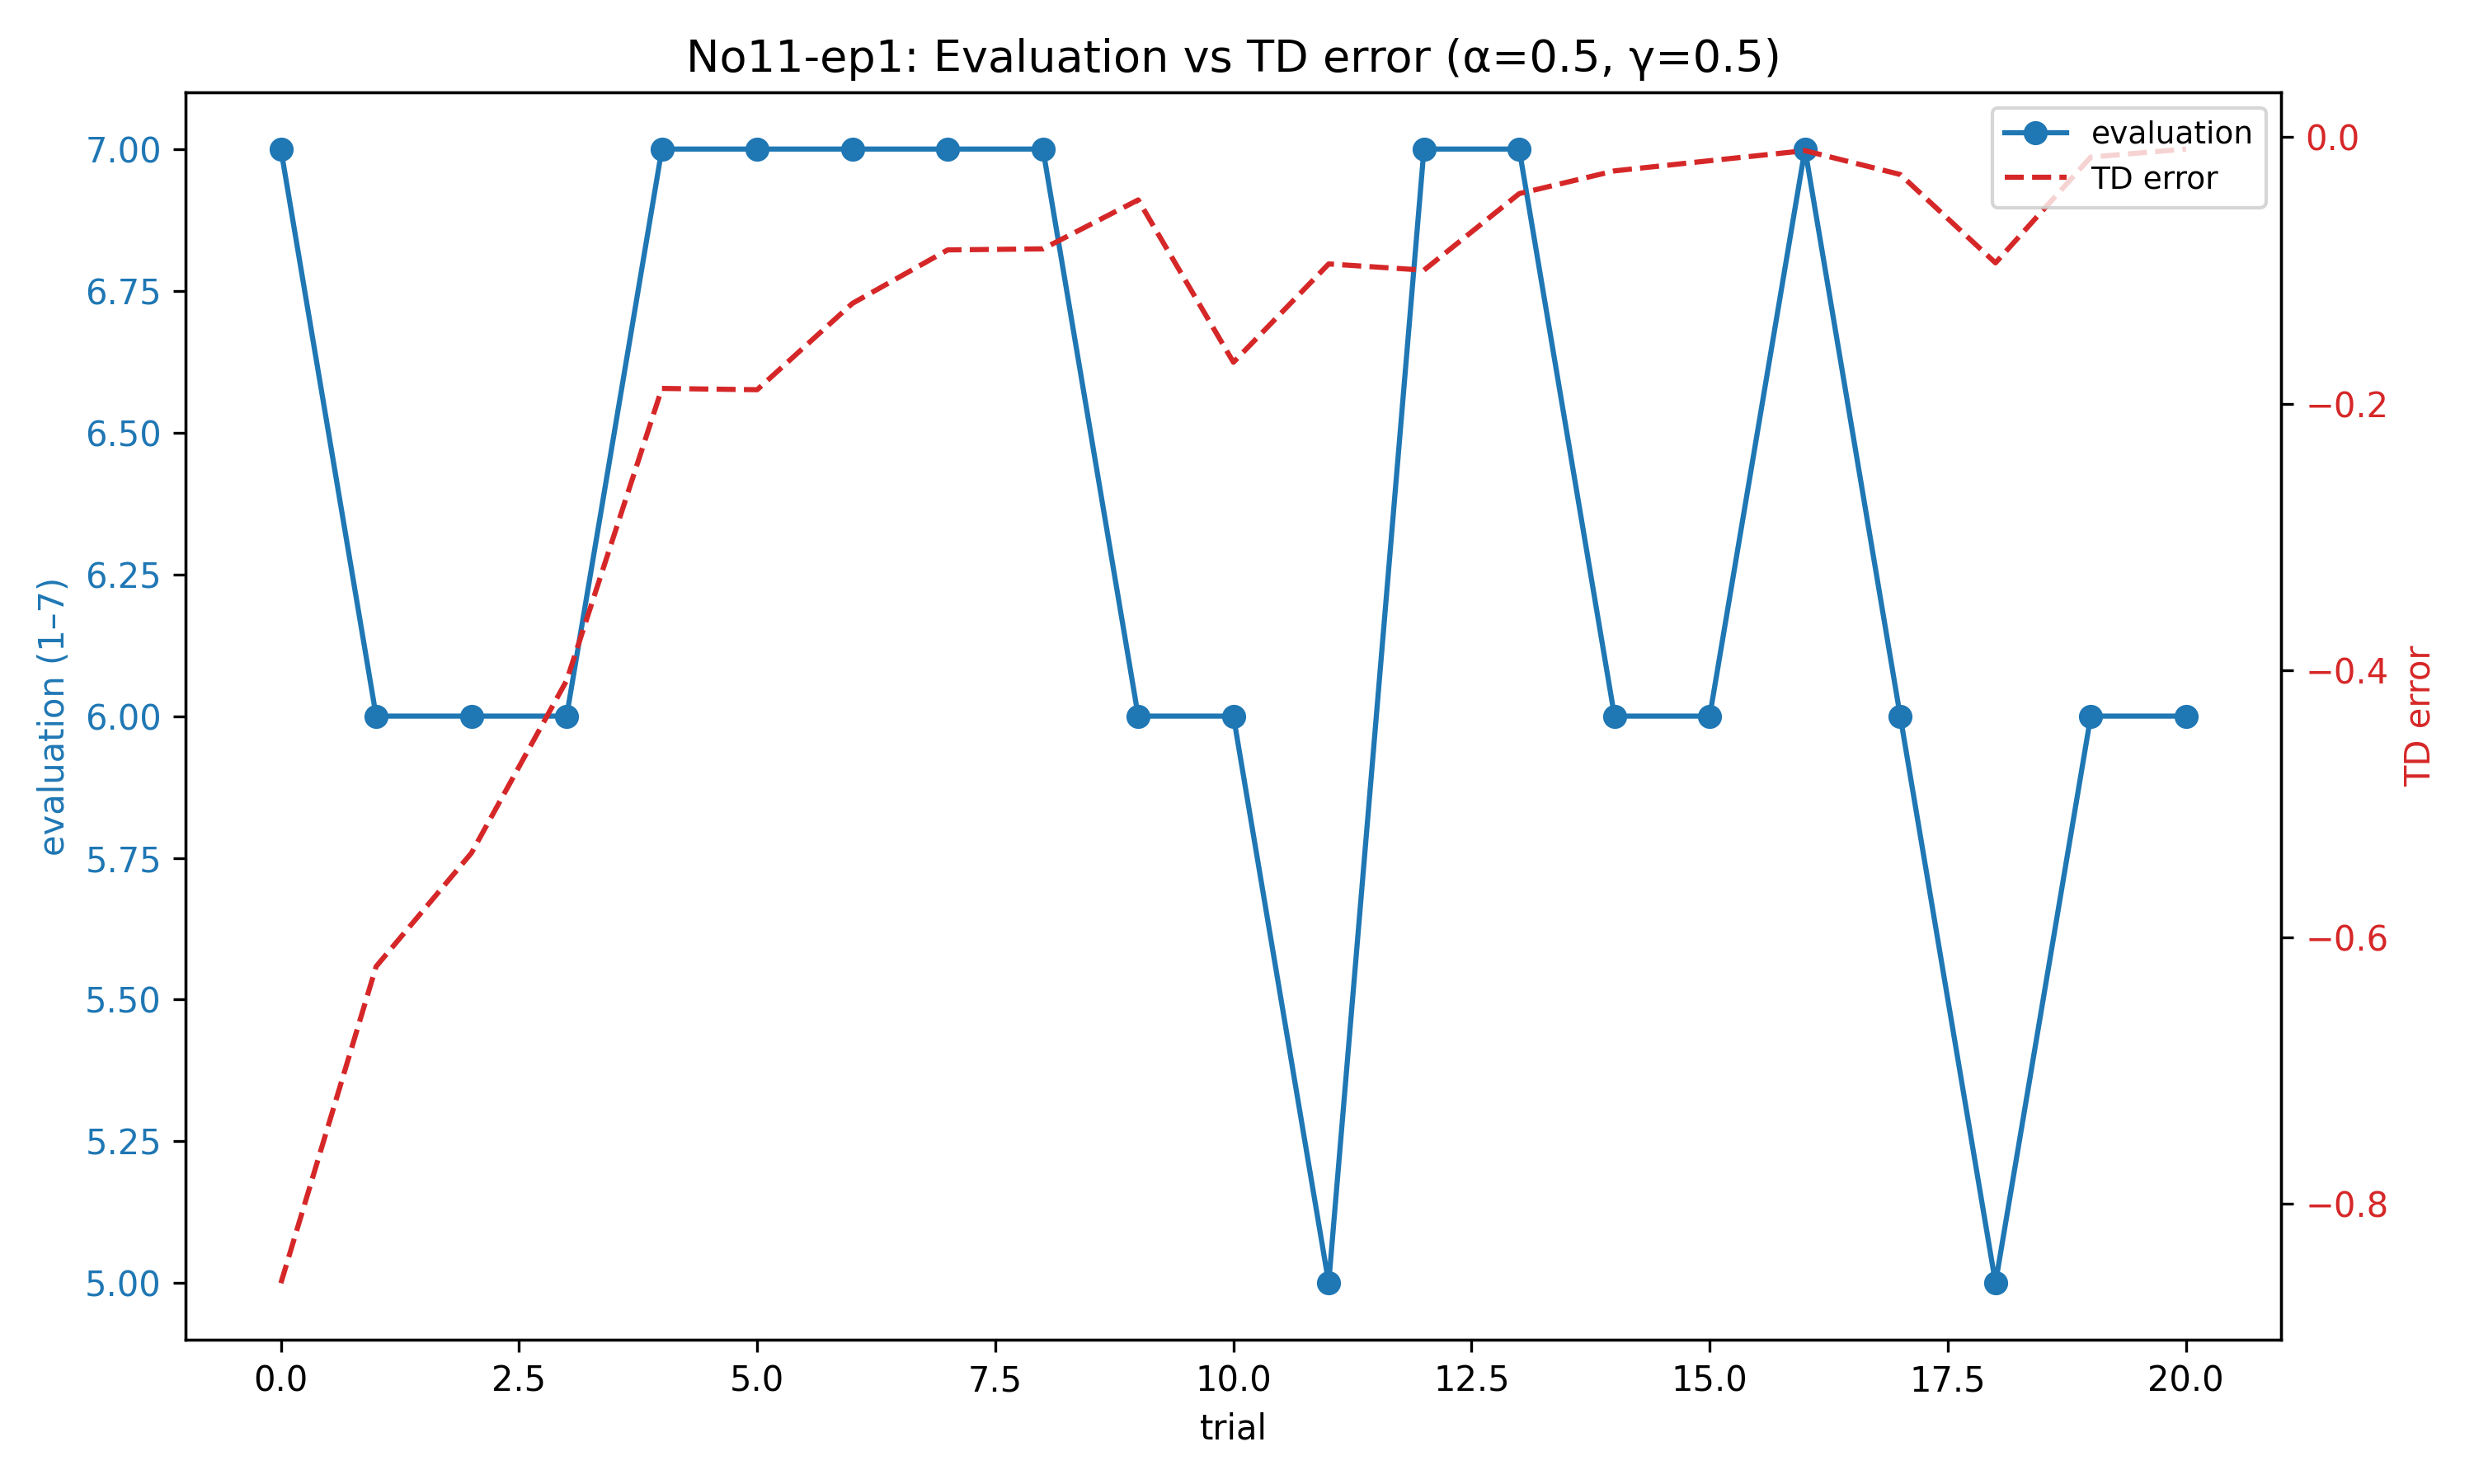 No11-ep1: Evaluation vs TD error (α=0.5, γ=0.5)
evaluation
TD error
7.00
6.75
6.50
6.25
6.00
5.75
5.50
5.25
5.00
evaluation (1–7)
0.0
−0.2
−0.4
−0.6
−0.8
TD error
0.0 2.5 5.0 7.5 10.0 12.5 15.0 17.5 20.0
trial